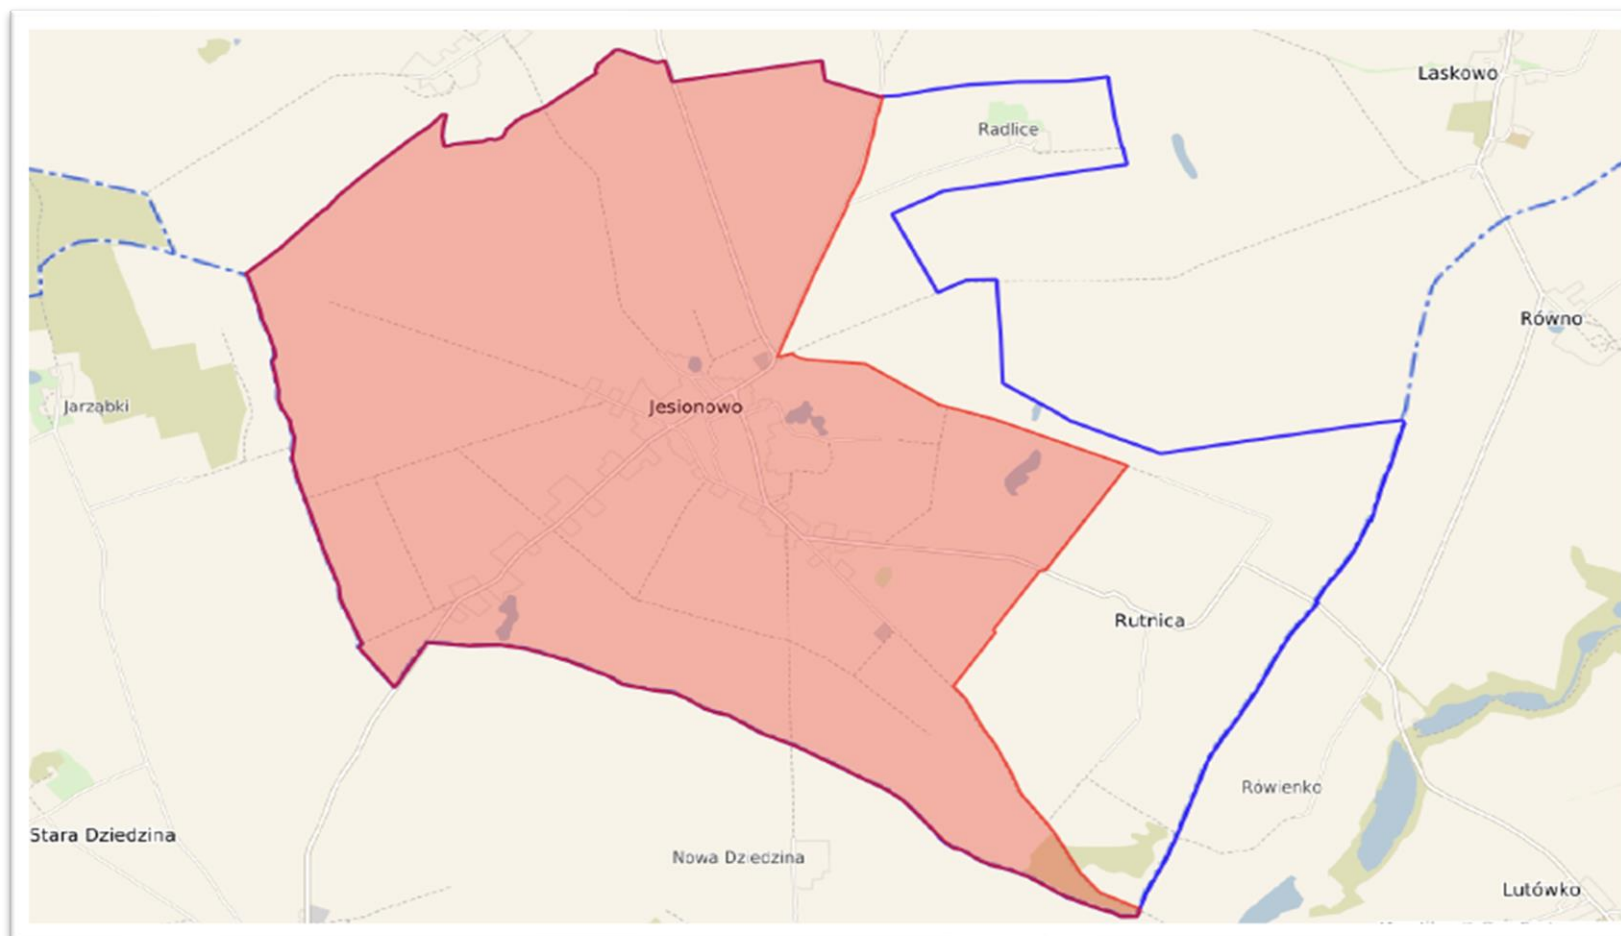 Laskowo
Radlice
Równo
Jarząbki
Jesionowo
Rutnica
Rówienko
Stara Dziedzina
Nowa Dziedzina
Lutówko